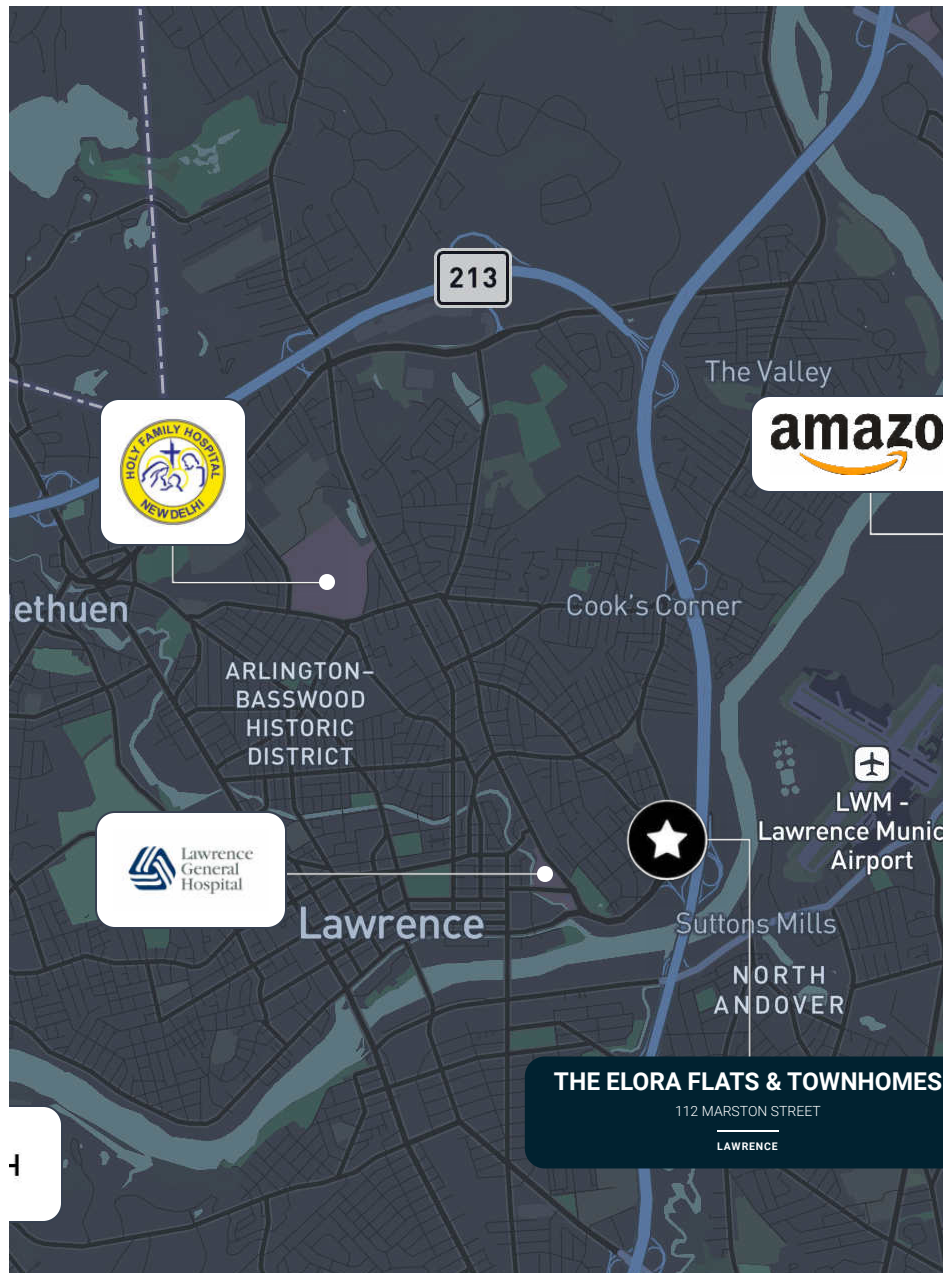 213
The Valley
amazo
HOLY FAMILY HOSPITAL
NEW DELHI
ethuen
Cook's Corner
ARLINGTON–
BASSWOOD
HISTORIC
DISTRICT
LWM -
Lawrence Munic
Airport
Lawrence
General
Hospital
Lawrence
Suttons Mills
NORTH
ANDOVER
THE ELORA FLATS & TOWNHOMES
112 MARSTON STREET
LAWRENCE
H